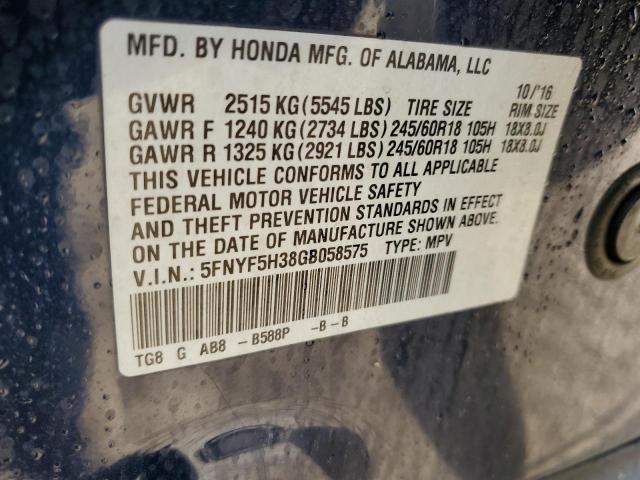 MFD. BY HONDA MFG. OF ALABAMA, LLC
10/'16
GVWR 2515 KG (5545 LBS) TIRE SIZE RIM SIZE
GAWR F 1240 KG (2734 LBS) 245/60R18 105H 18X8.0J
GAWR R 1325 KG (2921 LBS) 245/60R18 105H 18X8.0J
THIS VEHICLE CONFORMS TO ALL APPLICABLE
FEDERAL MOTOR VEHICLE SAFETY
AND THEFT PREVENTION STANDARDS IN EFFECT
ON THE DATE OF MANUFACTURE SHOWN ABOVE.
V.I.N.: 5FNYF5H38GB058575 TYPE: MPV
TG8 G AB8 - B588P - B - B